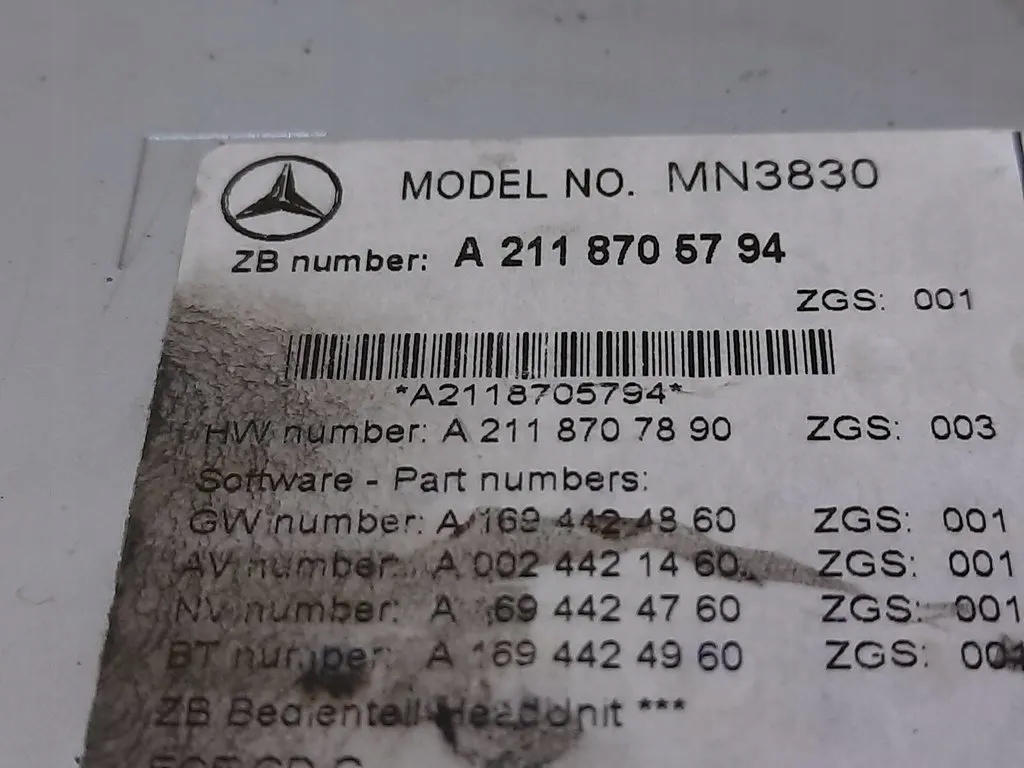 MODEL NO. MN3830
ZB number: A 211 870 57 94
ZGS: 001
*A2118705794*
HW number: A 211 870 78 90 ZGS: 003
Software - Part numbers:
GW number: A 169 442 48 60 ZGS: 001
AV number: A 002 442 14 60 ZGS: 001
NV number: A 69 442 47 60 ZGS: 001
BT number: A 169 442 49 60 ZGS:
ZB Bedienteil Headunit ***